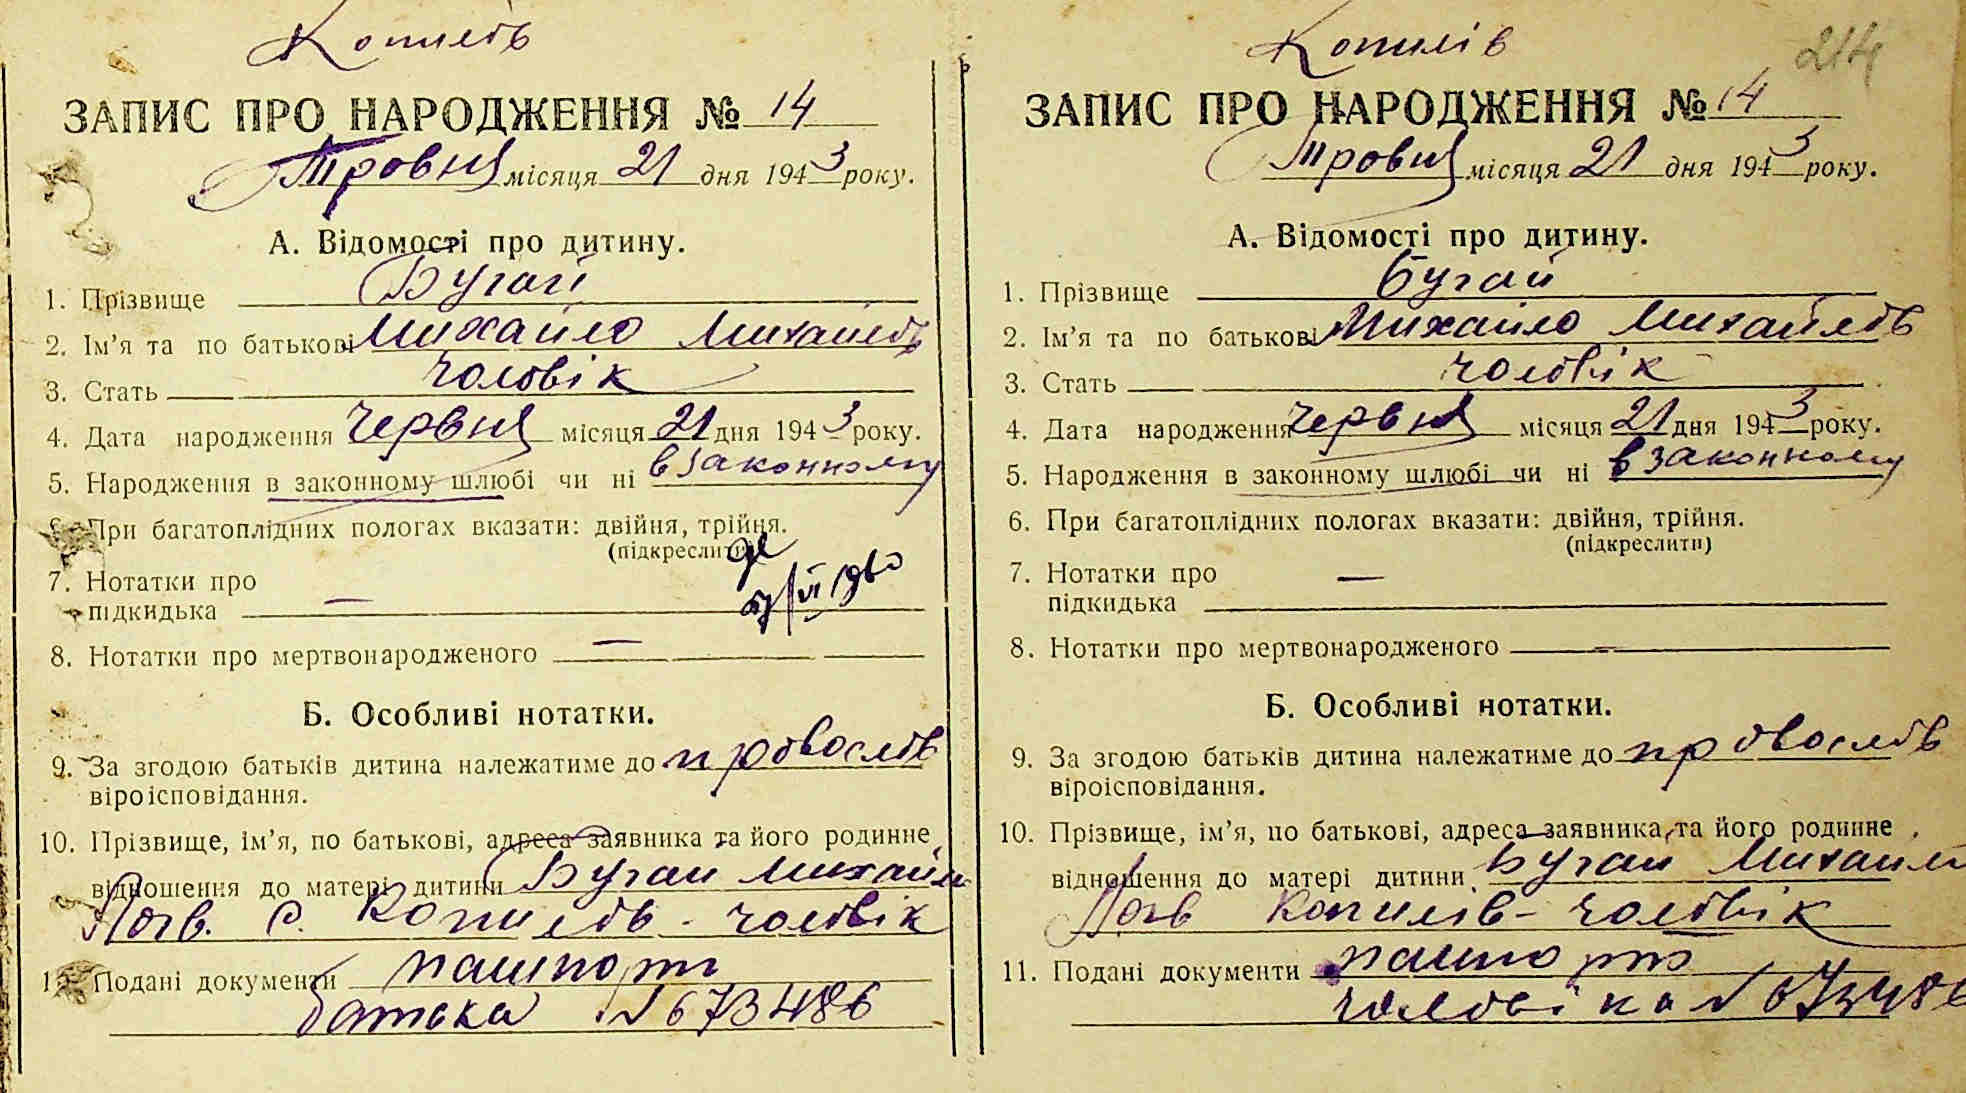 Копилів
ЗАПИС ПРО НАРОДЖЕННЯ № 14
Травня місяця 21 дня 1943 року.
А. Відомості про дитину.
1. Прізвище Бугай
2. Ім'я та по батькові Михайло Михайлов
3. Стать чоловік
4. Дата народження червня місяця 21 дня 1943 року.
5. Народження в законному шлюбі чи ні в законному
6. При багатоплідних пологах вказати: двійня, трійня.
(підкреслити)
7. Нотатки про
підкидька —
8. Нотатки про мертвонародженого —
Б. Особливі нотатки.
9. За згодою батьків дитина належатиме до православ
віроісповідання.
10. Прізвище, ім'я, по батькові, адреса заявника та його родинне
відношення до матері дитини Бугай Михайло
с. Копилів - чоловік
11. Подані документи пашпорт
батька № 673486
Копилів 214
ЗАПИС ПРО НАРОДЖЕННЯ № 14
Травня місяця 21 дня 1943 року.
А. Відомості про дитину.
1. Прізвище Бугай
2. Ім'я та по батькові Михайло Михайлов
3. Стать чоловік
4. Дата народження червня місяця 21 дня 1943 року.
5. Народження в законному шлюбі чи ні в законному
6. При багатоплідних пологах вказати: двійня, трійня.
(підкреслити)
7. Нотатки про —
підкидька
8. Нотатки про мертвонародженого —
Б. Особливі нотатки.
9. За згодою батьків дитина належатиме до православ
віроісповідання.
10. Прізвище, ім'я, по батькові, адреса заявника та його родинне
відношення до матері дитини Бугай Михайло
Копилів - чоловік
11. Подані документи пашпорт
чоловіка № 673486